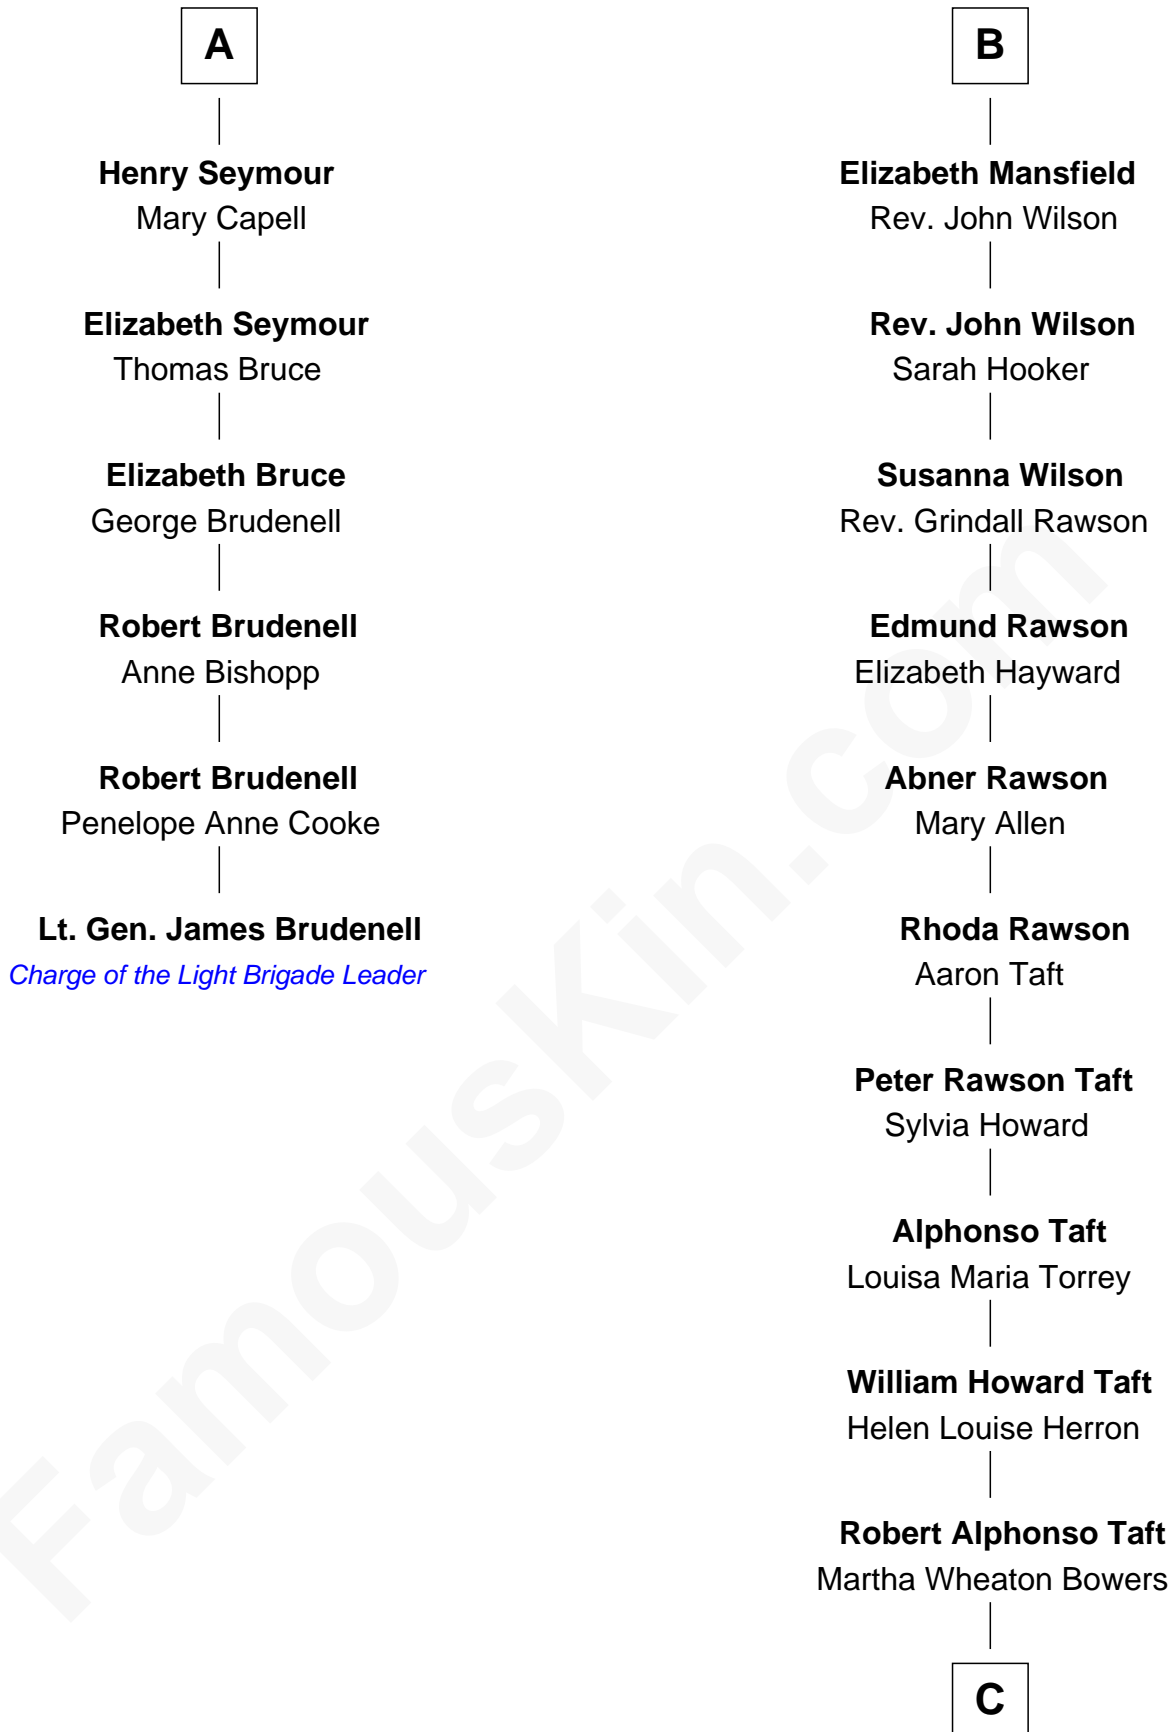 A
Henry Seymour
Mary Capell
Elizabeth Seymour
Thomas Bruce
Elizabeth Bruce
George Brudenell
Robert Brudenell
Anne Bishopp
Robert Brudenell
Penelope Anne Cooke
Lt. Gen. James Brudenell
Charge of the Light Brigade Leader
B
Elizabeth Mansfield
Rev. John Wilson
Rev. John Wilson
Sarah Hooker
Susanna Wilson
Rev. Grindall Rawson
Edmund Rawson
Elizabeth Hayward
Abner Rawson
Mary Allen
Rhoda Rawson
Aaron Taft
Peter Rawson Taft
Sylvia Howard
Alphonso Taft
Louisa Maria Torrey
William Howard Taft
Helen Louise Herron
Robert Alphonso Taft
Martha Wheaton Bowers
C
FamousKin.com